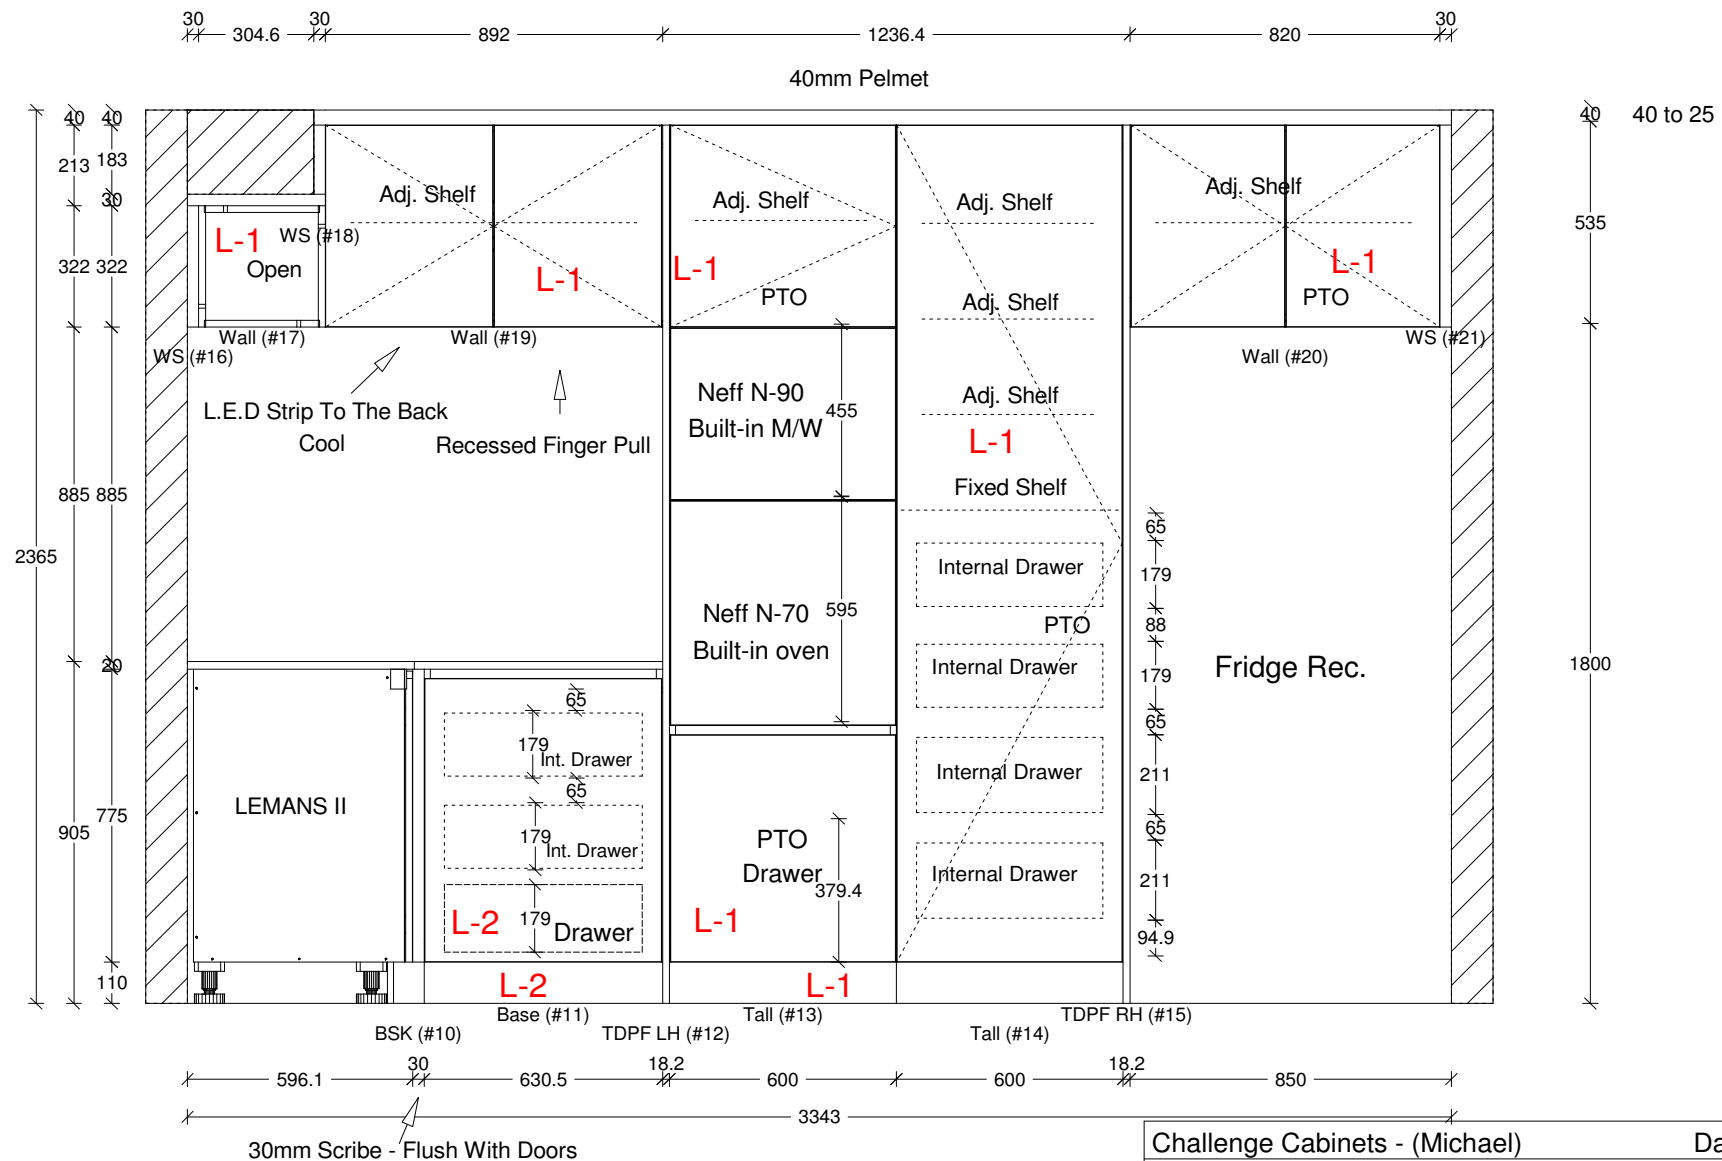 30
304.6
30
892
1236.4
820
30
40mm Pelmet
40
40
40
40 to 25
213
183
30
322
322
885
885
2365
20
775
905
110
535
1800
L-1
WS (#18)
Open
Adj. Shelf
L-1
Adj. Shelf
L-1
PTO
Adj. Shelf
Adj. Shelf
Adj. Shelf
L-1
Fixed Shelf
Adj. Shelf
L-1
PTO
WS (#16)
Wall (#17)
Wall (#19)
Wall (#20)
WS (#21)
L.E.D Strip To The Back
Cool
Recessed Finger Pull
Neff N-90
Built-in M/W
455
Neff N-70
Built-in oven
595
Internal Drawer
PTO
Internal Drawer
Internal Drawer
Internal Drawer
65
179
88
179
65
211
65
211
94.9
Fridge Rec.
LEMANS II
65
179
Int. Drawer
65
179
Int. Drawer
179
L-2
Drawer
L-2
PTO
Drawer
379.4
L-1
L-1
BSK (#10)
Base (#11)
TDPF LH (#12)
Tall (#13)
Tall (#14)
TDPF RH (#15)
596.1
30
630.5
18.2
600
600
18.2
850
3343
30mm Scribe - Flush With Doors
Challenge Cabinets - (Michael)
Da